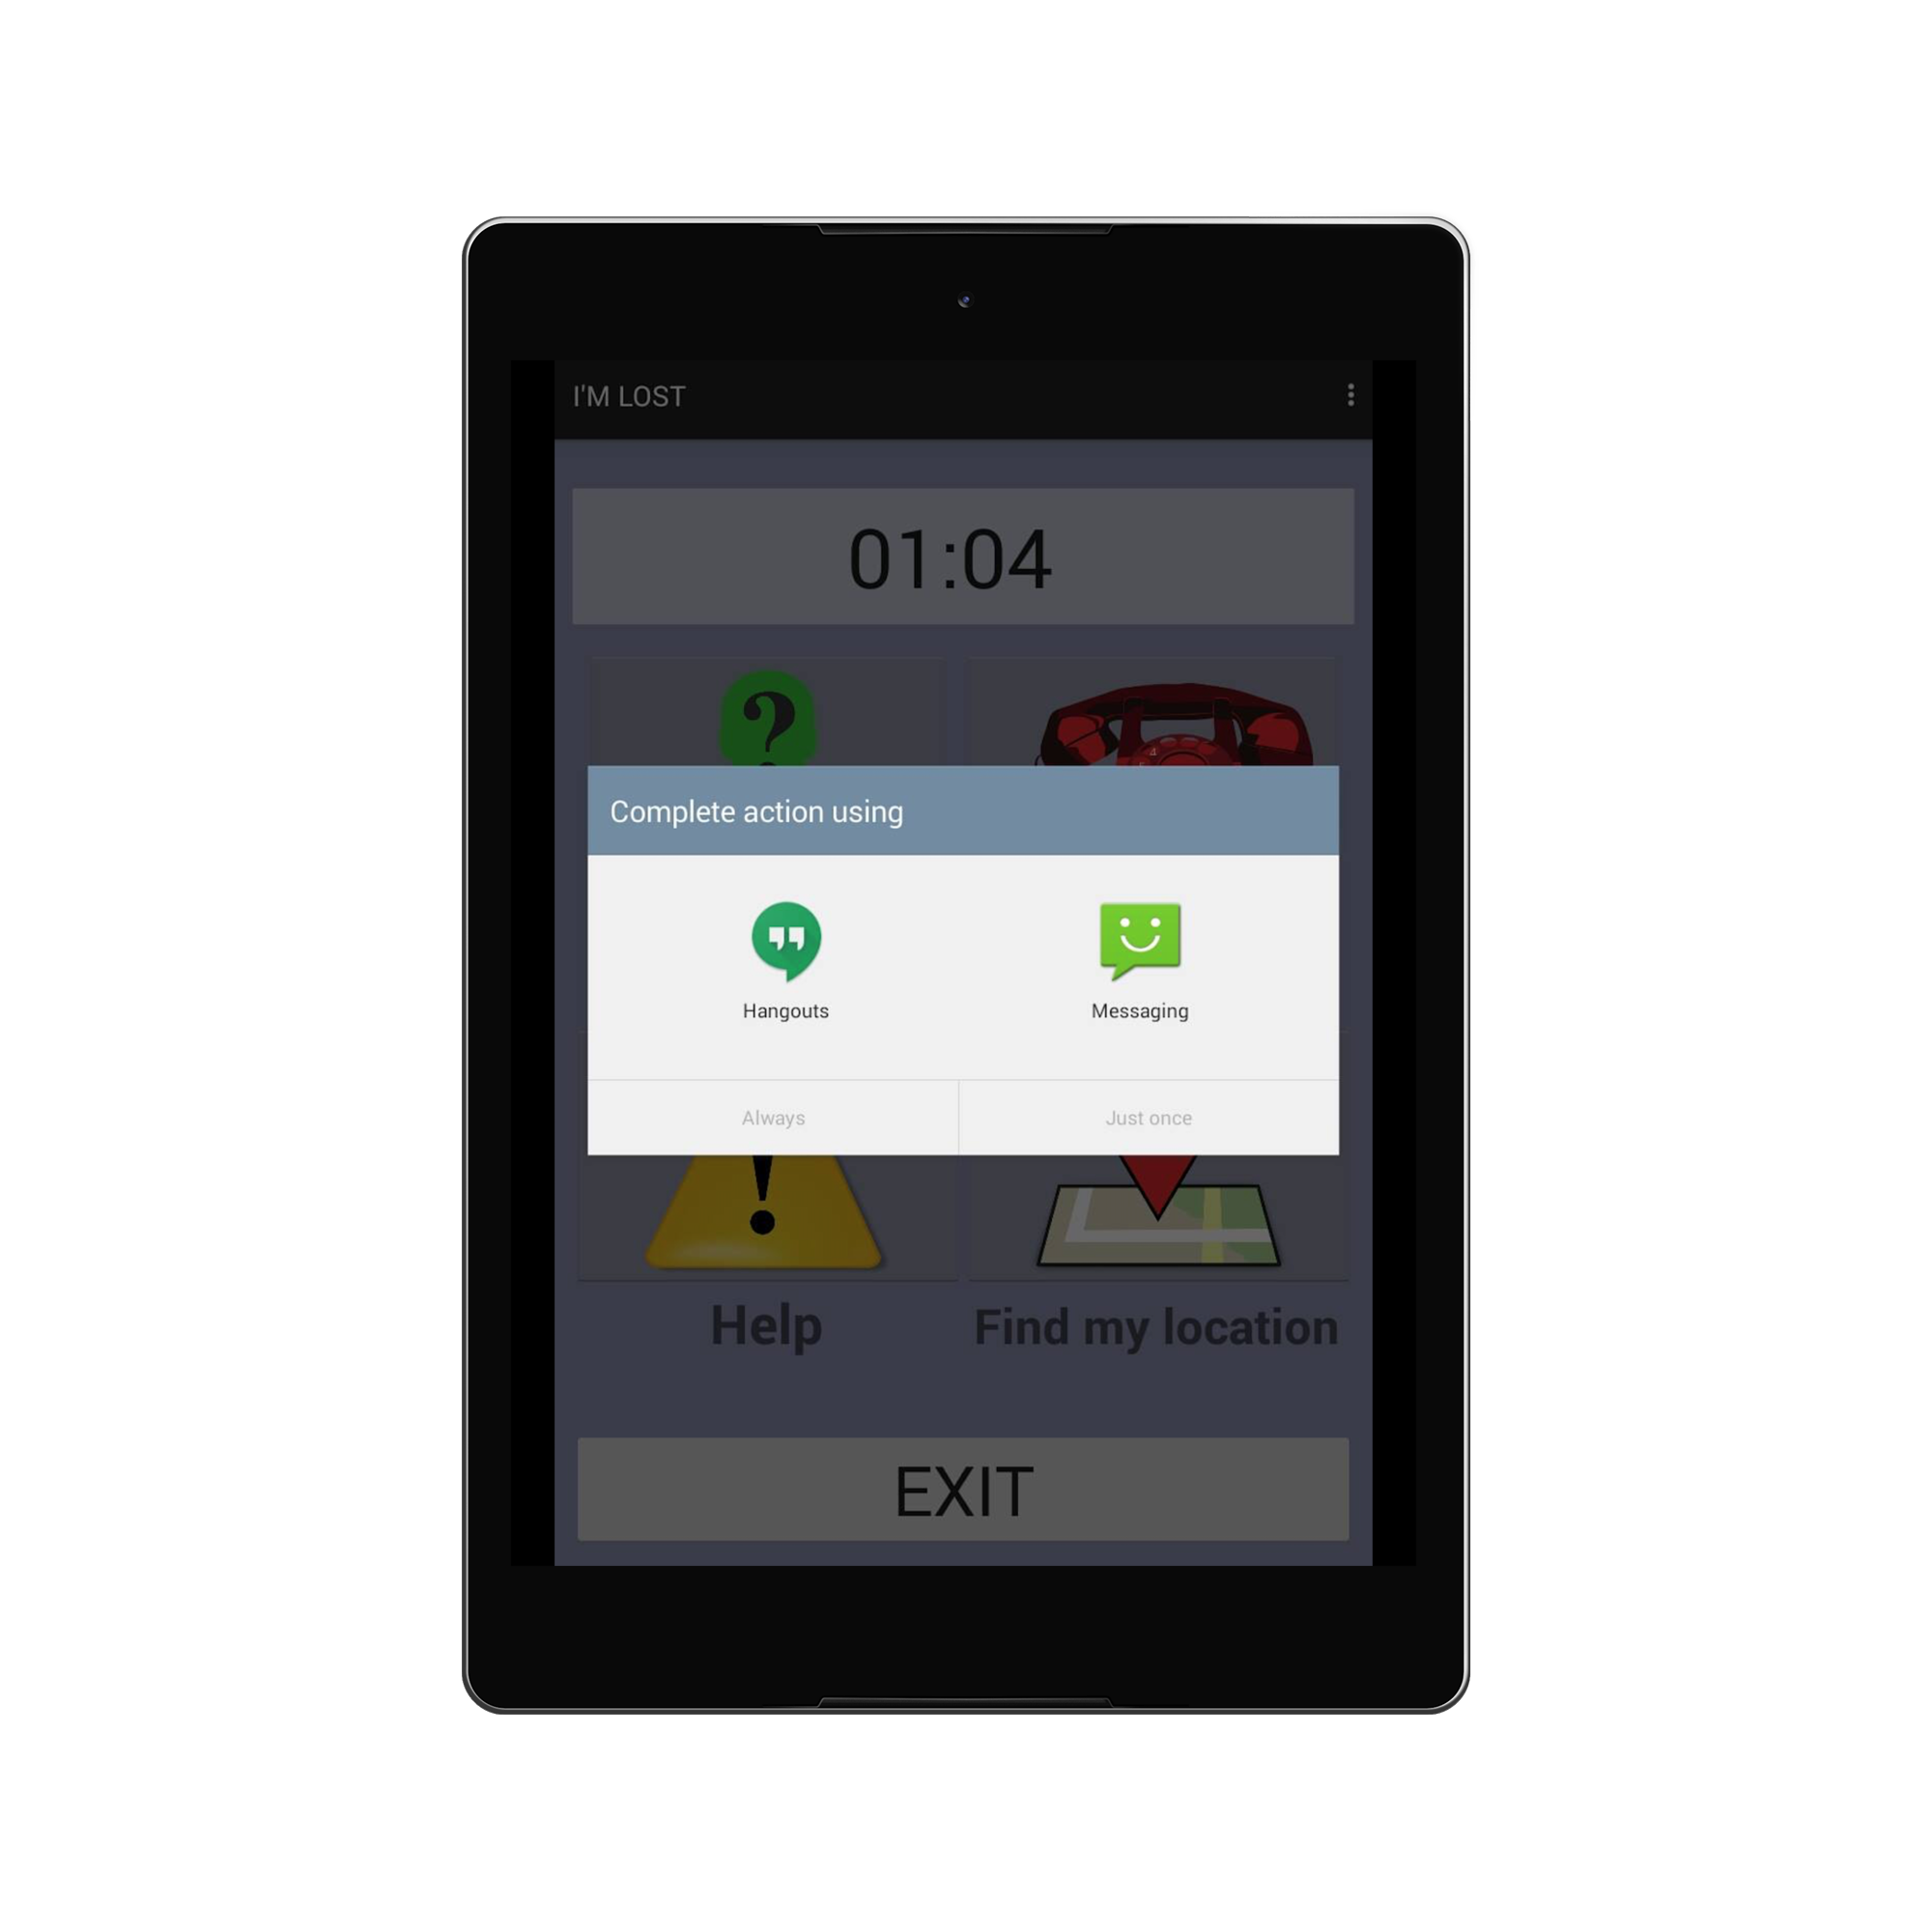 I'M LOST
01:04
?
Complete action using
Hangouts
Messaging
Always
Just once
!
Help
Find my location
EXIT